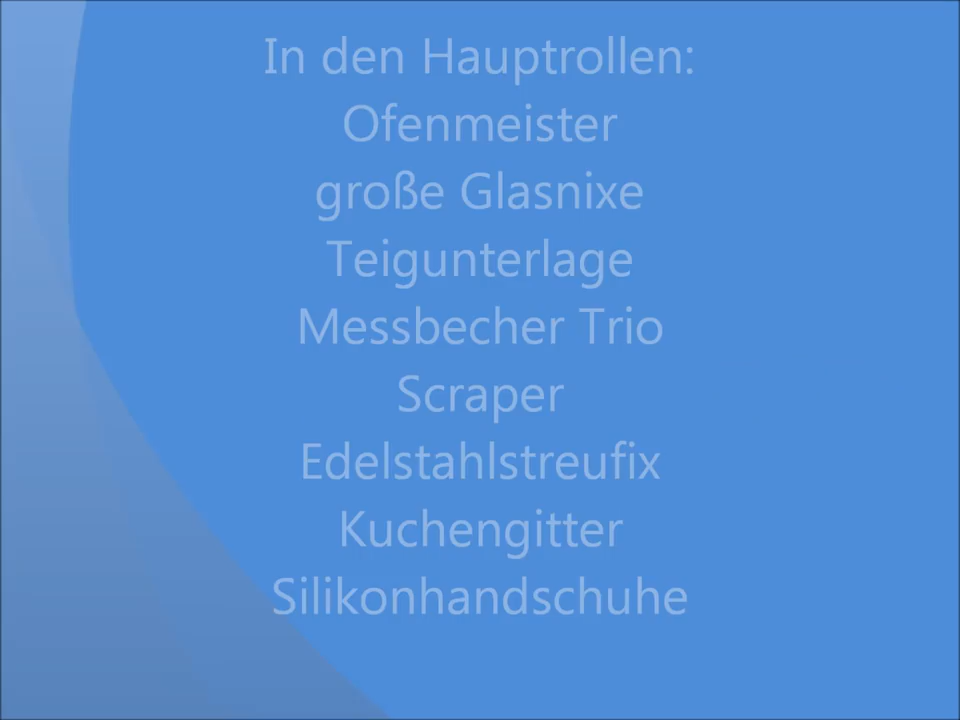 In den Hauptrollen:
Ofenmeister
große Glasnixe
Teigunterlage
Messbecher Trio
Scraper
Edelstahlstreufix
Kuchengitter
Silikonhandschuhe